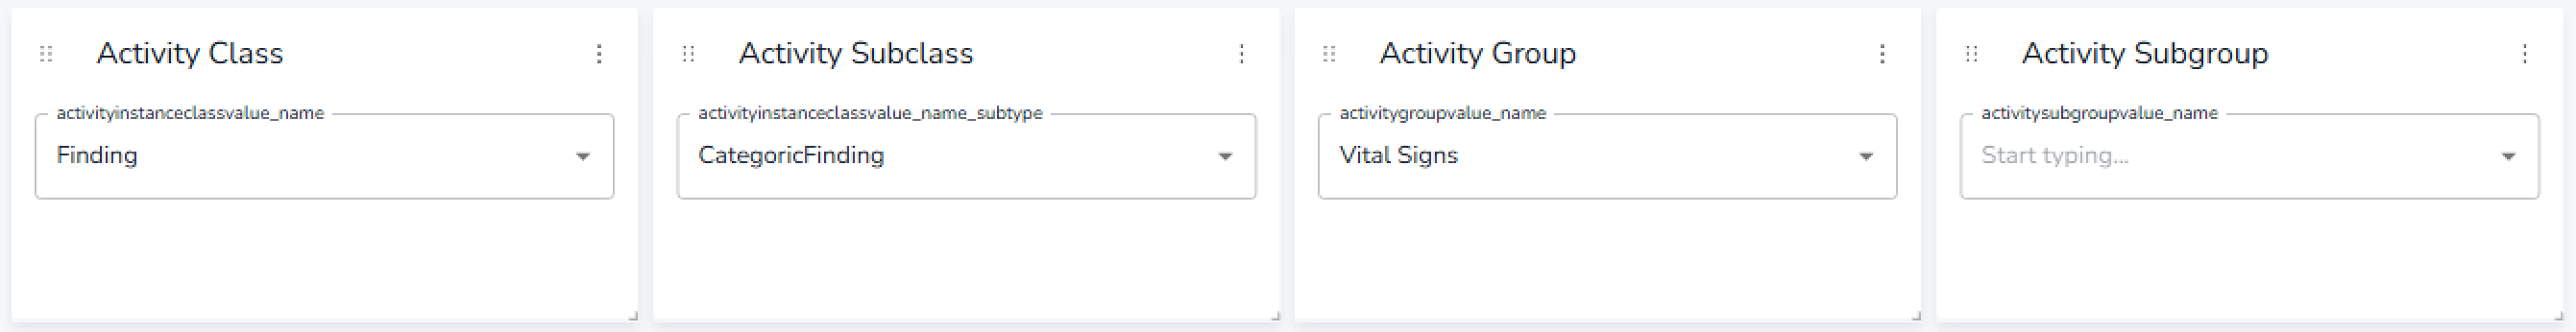 Activity Class
activityinstanceclassvalue_name
Finding
Activity Subclass
activityinstanceclassvalue_name_subtype
CategoricFinding
Activity Group
activitygroupvalue_name
Vital Signs
Activity Subgroup
activitysubgroupvalue_name
Start typing...